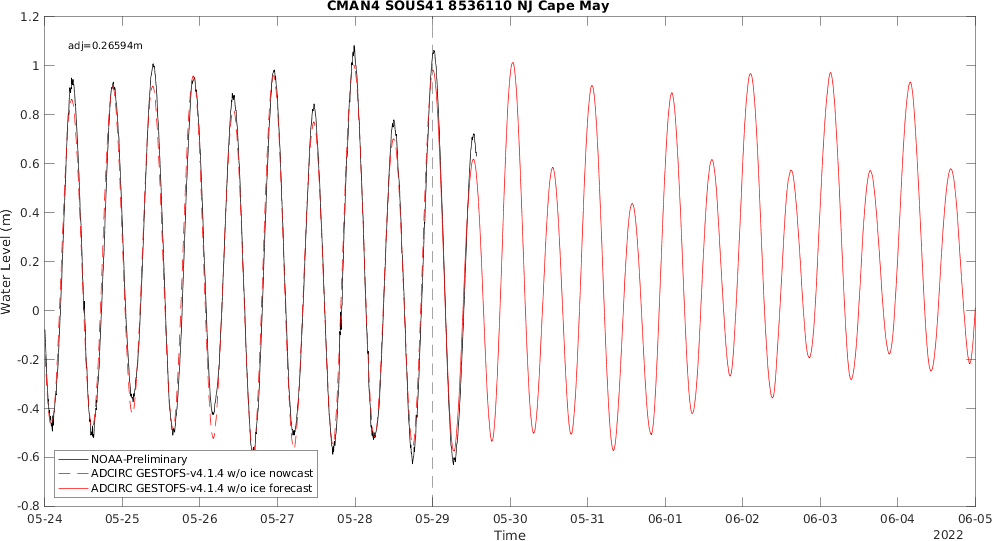 CMAN4 SOUS41 8536110 NJ Cape May
adj=0.26594m
Water Level (m)
1.2
1
0.8
0.6
0.4
0.2
0
-0.2
-0.4
-0.6
-0.8
NOAA-Preliminary
ADCIRC GESTOFS-v4.1.4 w/o ice nowcast
ADCIRC GESTOFS-v4.1.4 w/o ice forecast
05-24 05-25 05-26 05-27 05-28 05-29 05-30 05-31 06-01 06-02 06-03 06-04 06-05
Time
2022